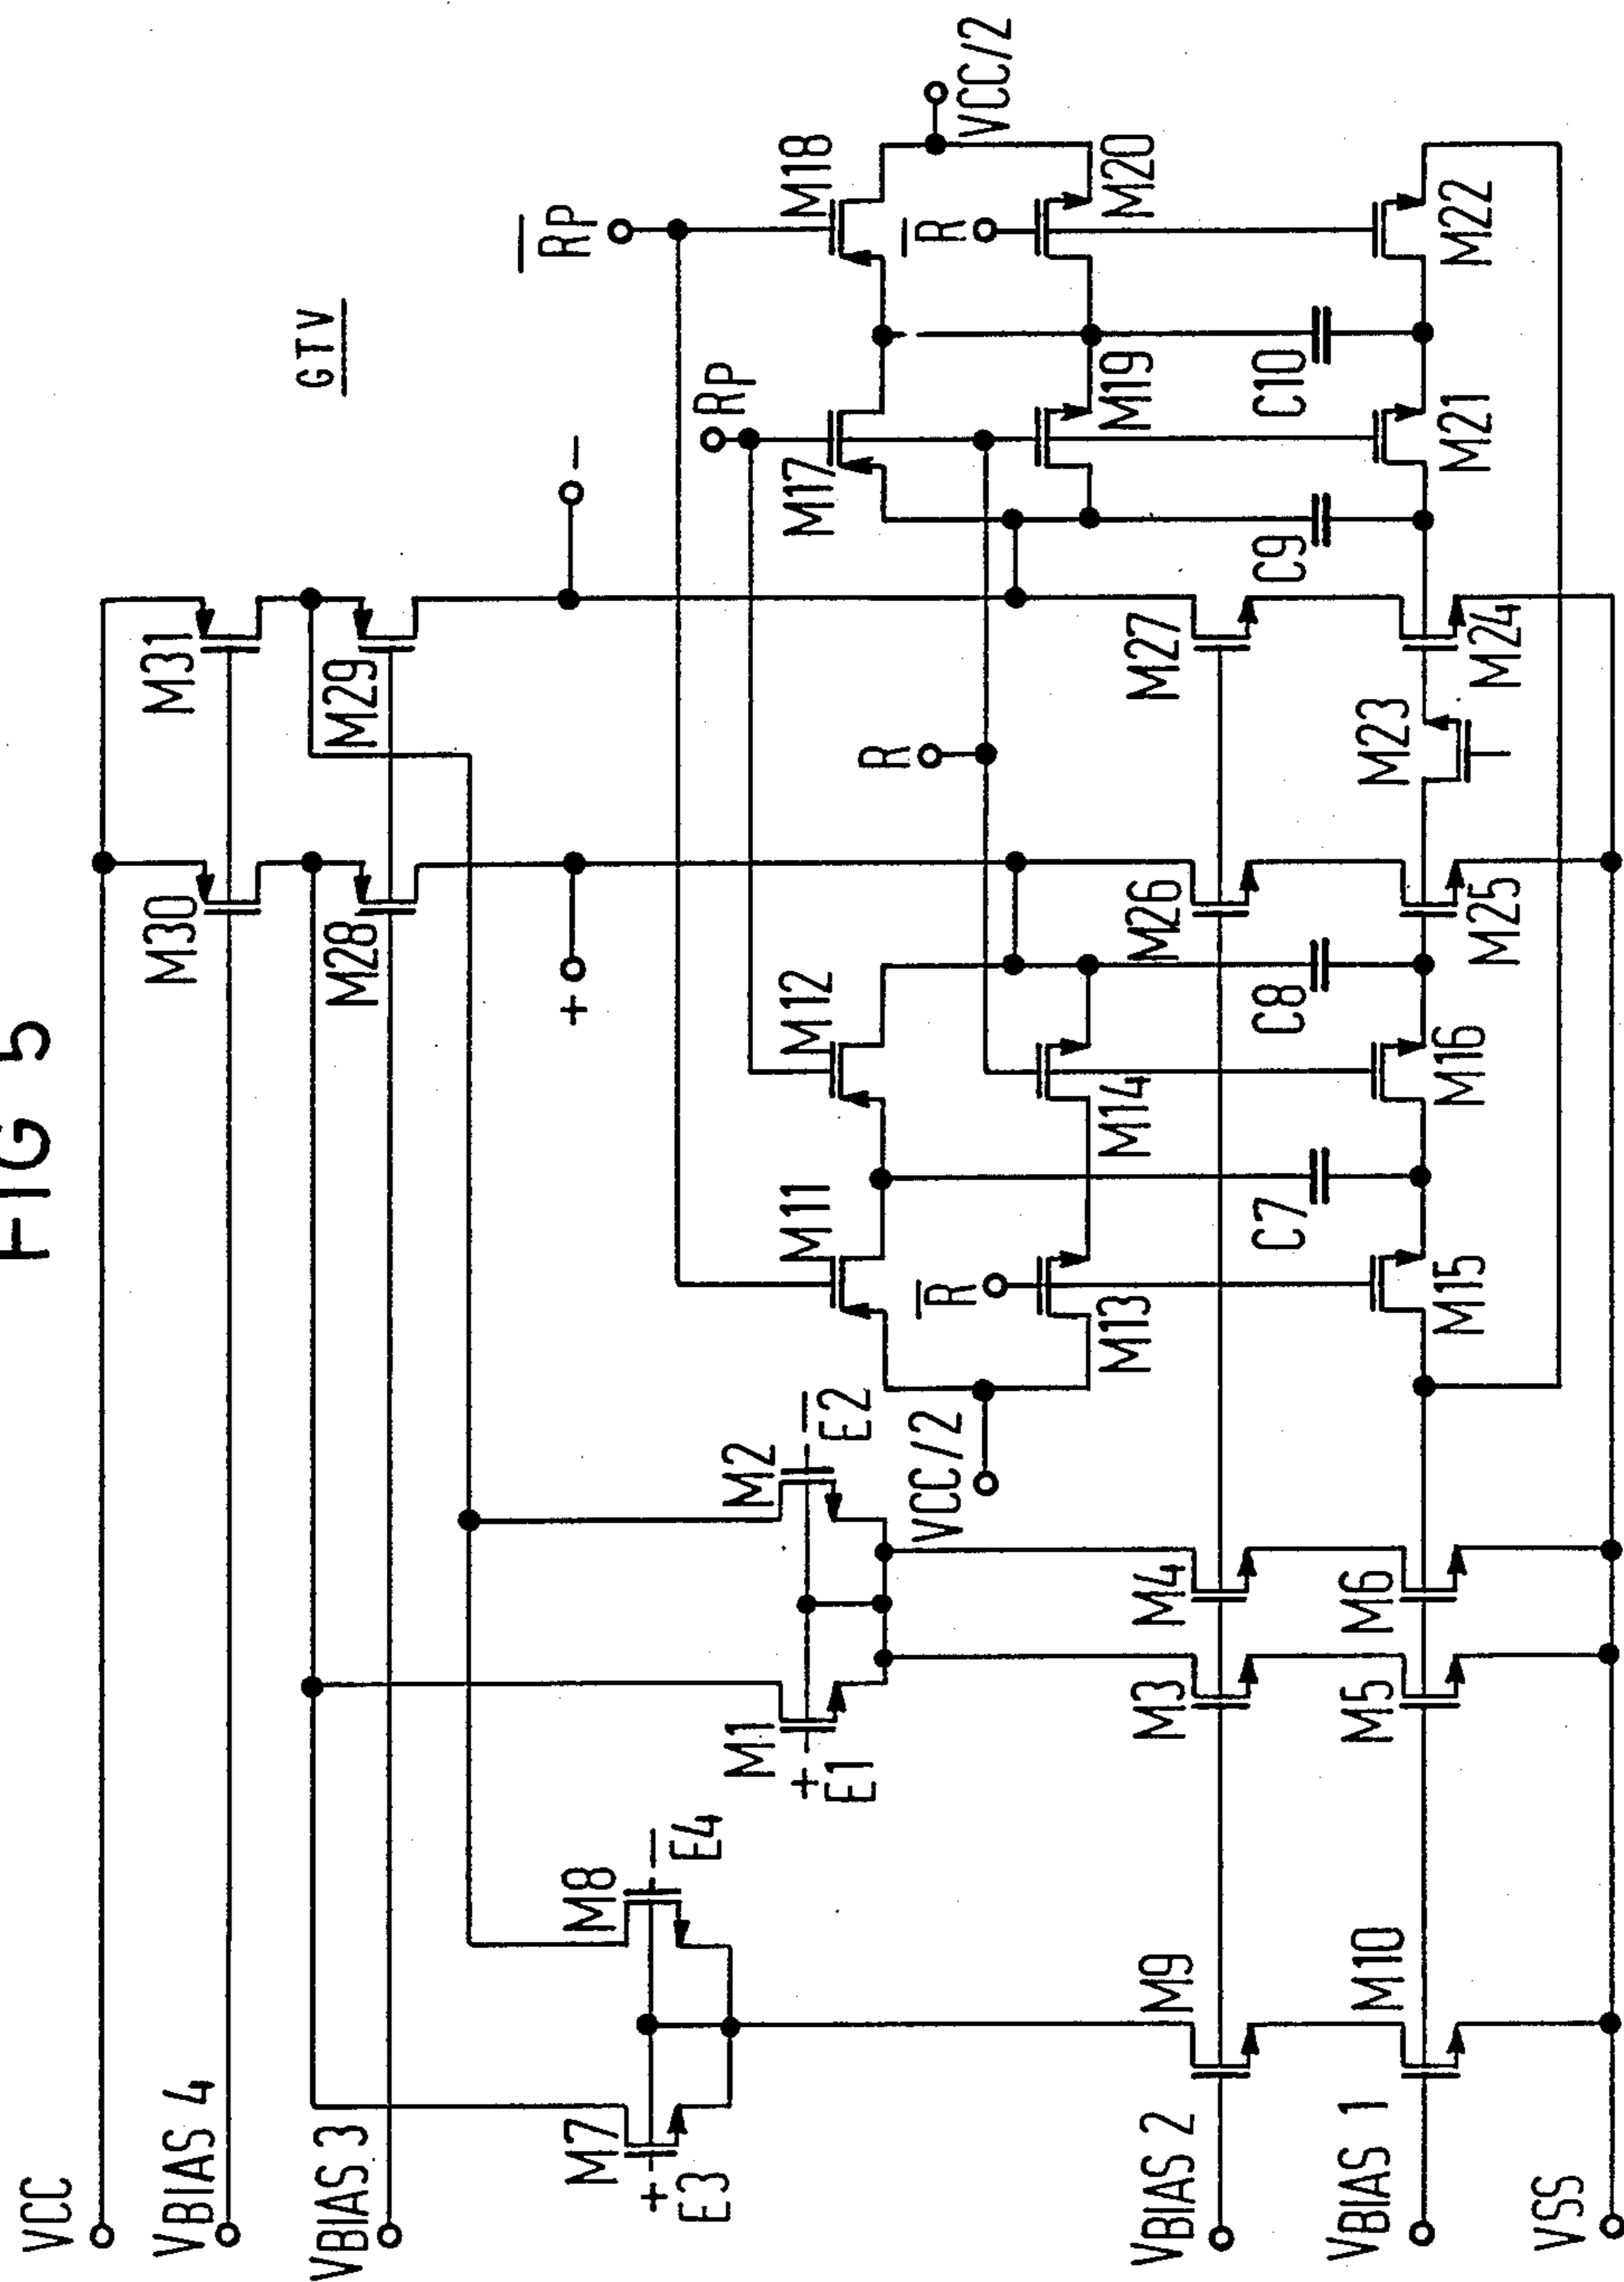 FIG 5
VCC
VBIAS 4
VBIAS 3
VBIAS 2
VBIAS 1
VSS
M30
M31
M28
M29
GTV
+
-
R̅P
RP
M7
M8
+
E3
-
E4
M1
M2
+
E1
-
E2
M11
M12
M17
M18
VCC/2
R̅
R
R̅
VCC/2
M13
M14
M19
M20
M9
M3
M4
C7
C8
M26
M27
C9
C10
M10
M5
M6
M15
M16
M25
M23
M24
M21
M22